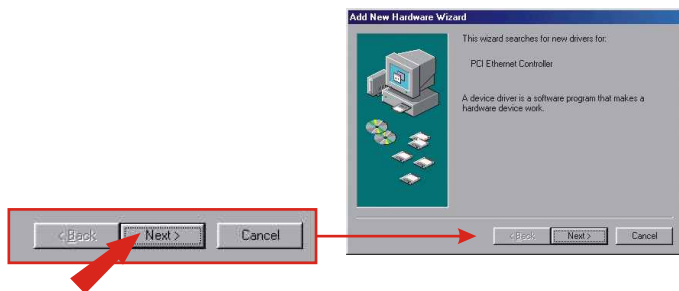 Add New Hardware Wizard
This wizard searches for new drivers for:
PCI Ethernet Controller
A device driver is a software program that makes a
hardware device work.
< Back Next > Cancel
< Back Next > Cancel